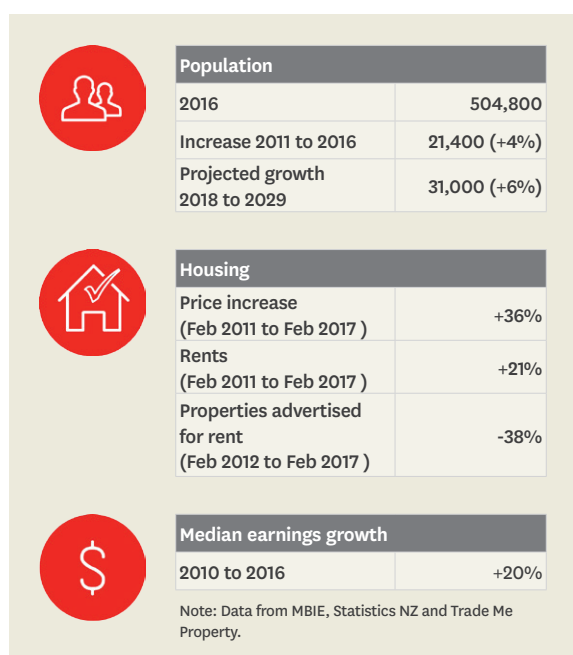 Population
2016 504,800
Increase 2011 to 2016 21,400 (+4%)
Projected growth
2018 to 2029 31,000 (+6%)
Housing
Price increase
(Feb 2011 to Feb 2017 ) +36%
Rents
(Feb 2011 to Feb 2017 ) +21%
Properties advertised
for rent -38%
(Feb 2012 to Feb 2017 )
Median earnings growth
2010 to 2016 +20%
Note: Data from MBIE, Statistics NZ and Trade Me
Property.